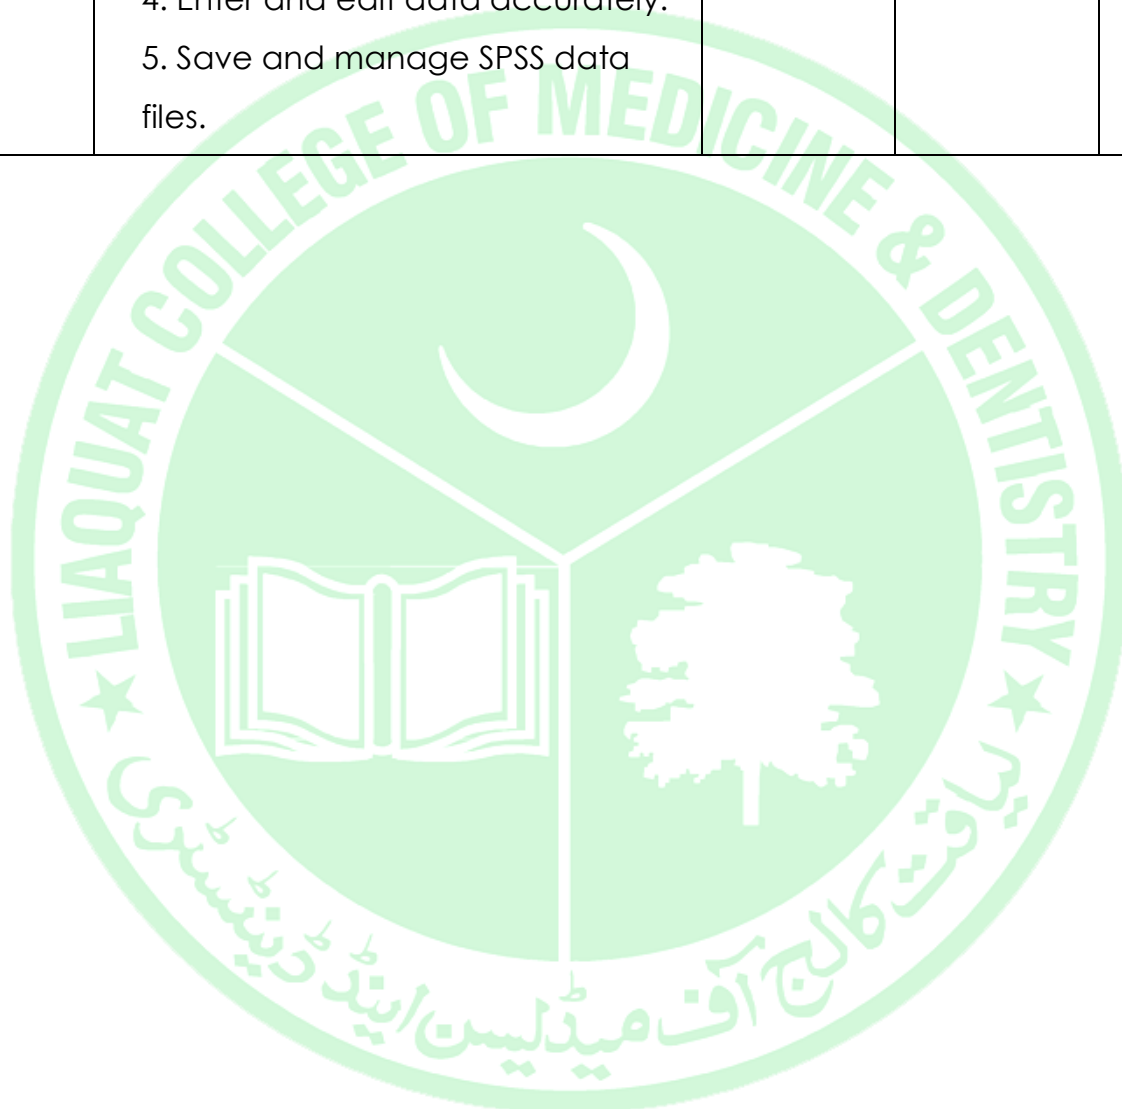 4. Enter and edit data accurately.
5. Save and manage SPSS data
files.
★ LIAQUAT COLLEGE OF MEDICINE & DENTISTRY ★
لیاقت کالج آف میڈیسن اینڈ ڈینٹسٹری